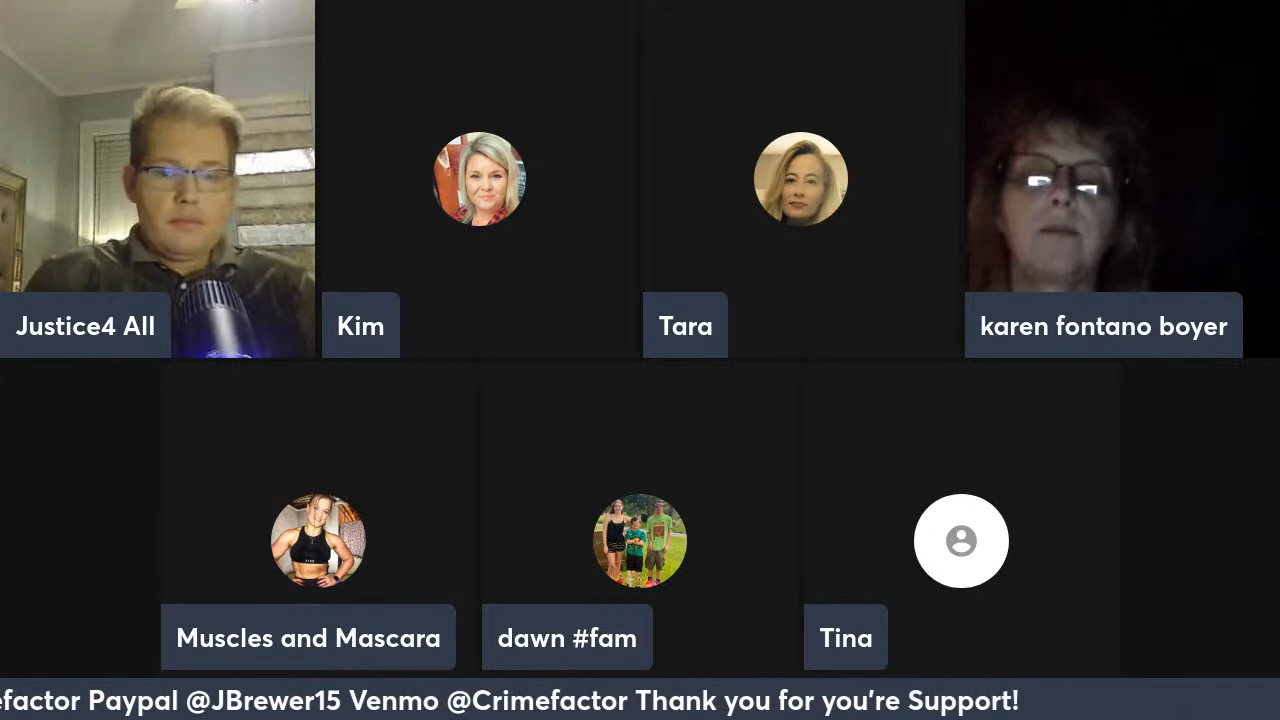 Justice4 All
Kim
Tara
karen fontano boyer
Muscles and Mascara
dawn #fam
Tina
efactor Paypal @JBrewer15 Venmo @Crimefactor Thank you for you're Support!